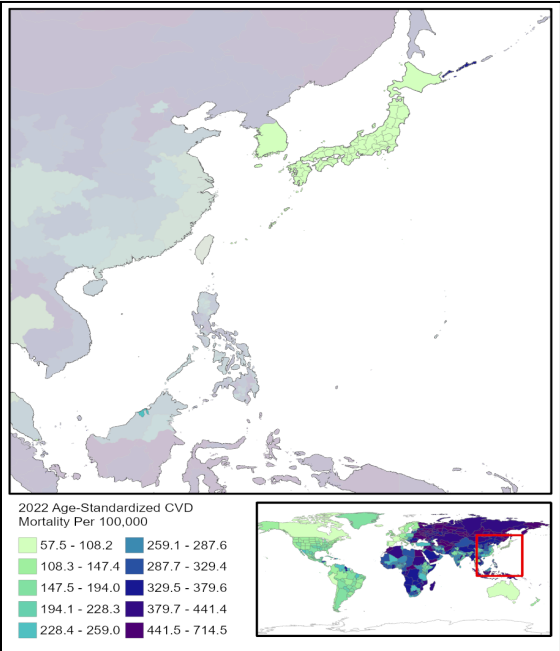 2022 Age-Standardized CVD
Mortality Per 100,000
57.5 - 108.2
259.1 - 287.6
108.3 - 147.4
287.7 - 329.4
147.5 - 194.0
329.5 - 379.6
194.1 - 228.3
379.7 - 441.4
228.4 - 259.0
441.5 - 714.5